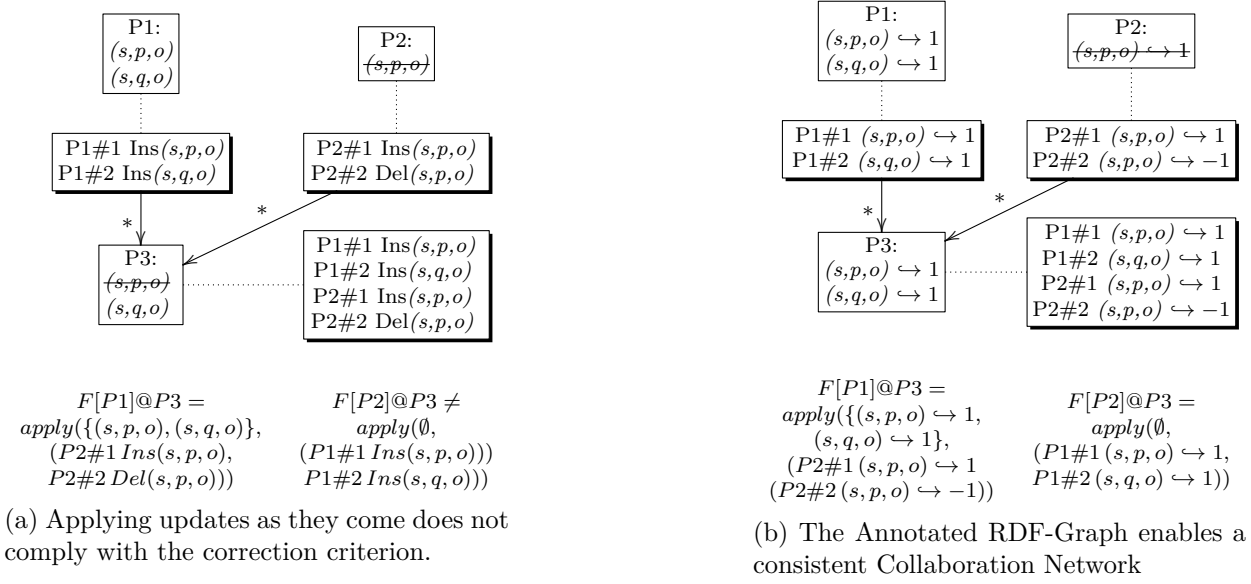 P1:
(s,p,o)
(s,q,o)
P2:
(s,p,o)
P1#1 Ins(s,p,o)
P1#2 Ins(s,q,o)
P2#1 Ins(s,p,o)
P2#2 Del(s,p,o)
*
*
P3:
(s,p,o)
(s,q,o)
P1#1 Ins(s,p,o)
P1#2 Ins(s,q,o)
P2#1 Ins(s,p,o)
P2#2 Del(s,p,o)
F[P1]@P3 =
apply({(s, p, o), (s, q, o)},
(P2#1 Ins(s, p, o),
P2#2 Del(s, p, o)))
F[P2]@P3 ≠
apply(∅,
(P1#1 Ins(s, p, o)))
P1#2 Ins(s, q, o)))
(a) Applying updates as they come does not
comply with the correction criterion.
P1:
(s,p,o) ↪ 1
(s,q,o) ↪ 1
P2:
(s,p,o) ↪ 1
P1#1 (s,p,o) ↪ 1
P1#2 (s,q,o) ↪ 1
P2#1 (s,p,o) ↪ 1
P2#2 (s,p,o) ↪ −1
*
*
P3:
(s,p,o) ↪ 1
(s,q,o) ↪ 1
P1#1 (s,p,o) ↪ 1
P1#2 (s,q,o) ↪ 1
P2#1 (s,p,o) ↪ 1
P2#2 (s,p,o) ↪ −1
F[P1]@P3 =
apply({(s, p, o) ↪ 1,
(s, q, o) ↪ 1},
(P2#1 (s, p, o) ↪ 1
(P2#2 (s, p, o) ↪ −1))
F[P2]@P3 =
apply(∅,
(P1#1 (s, p, o) ↪ 1,
P1#2 (s, q, o) ↪ 1))
(b) The Annotated RDF-Graph enables a
consistent Collaboration Network